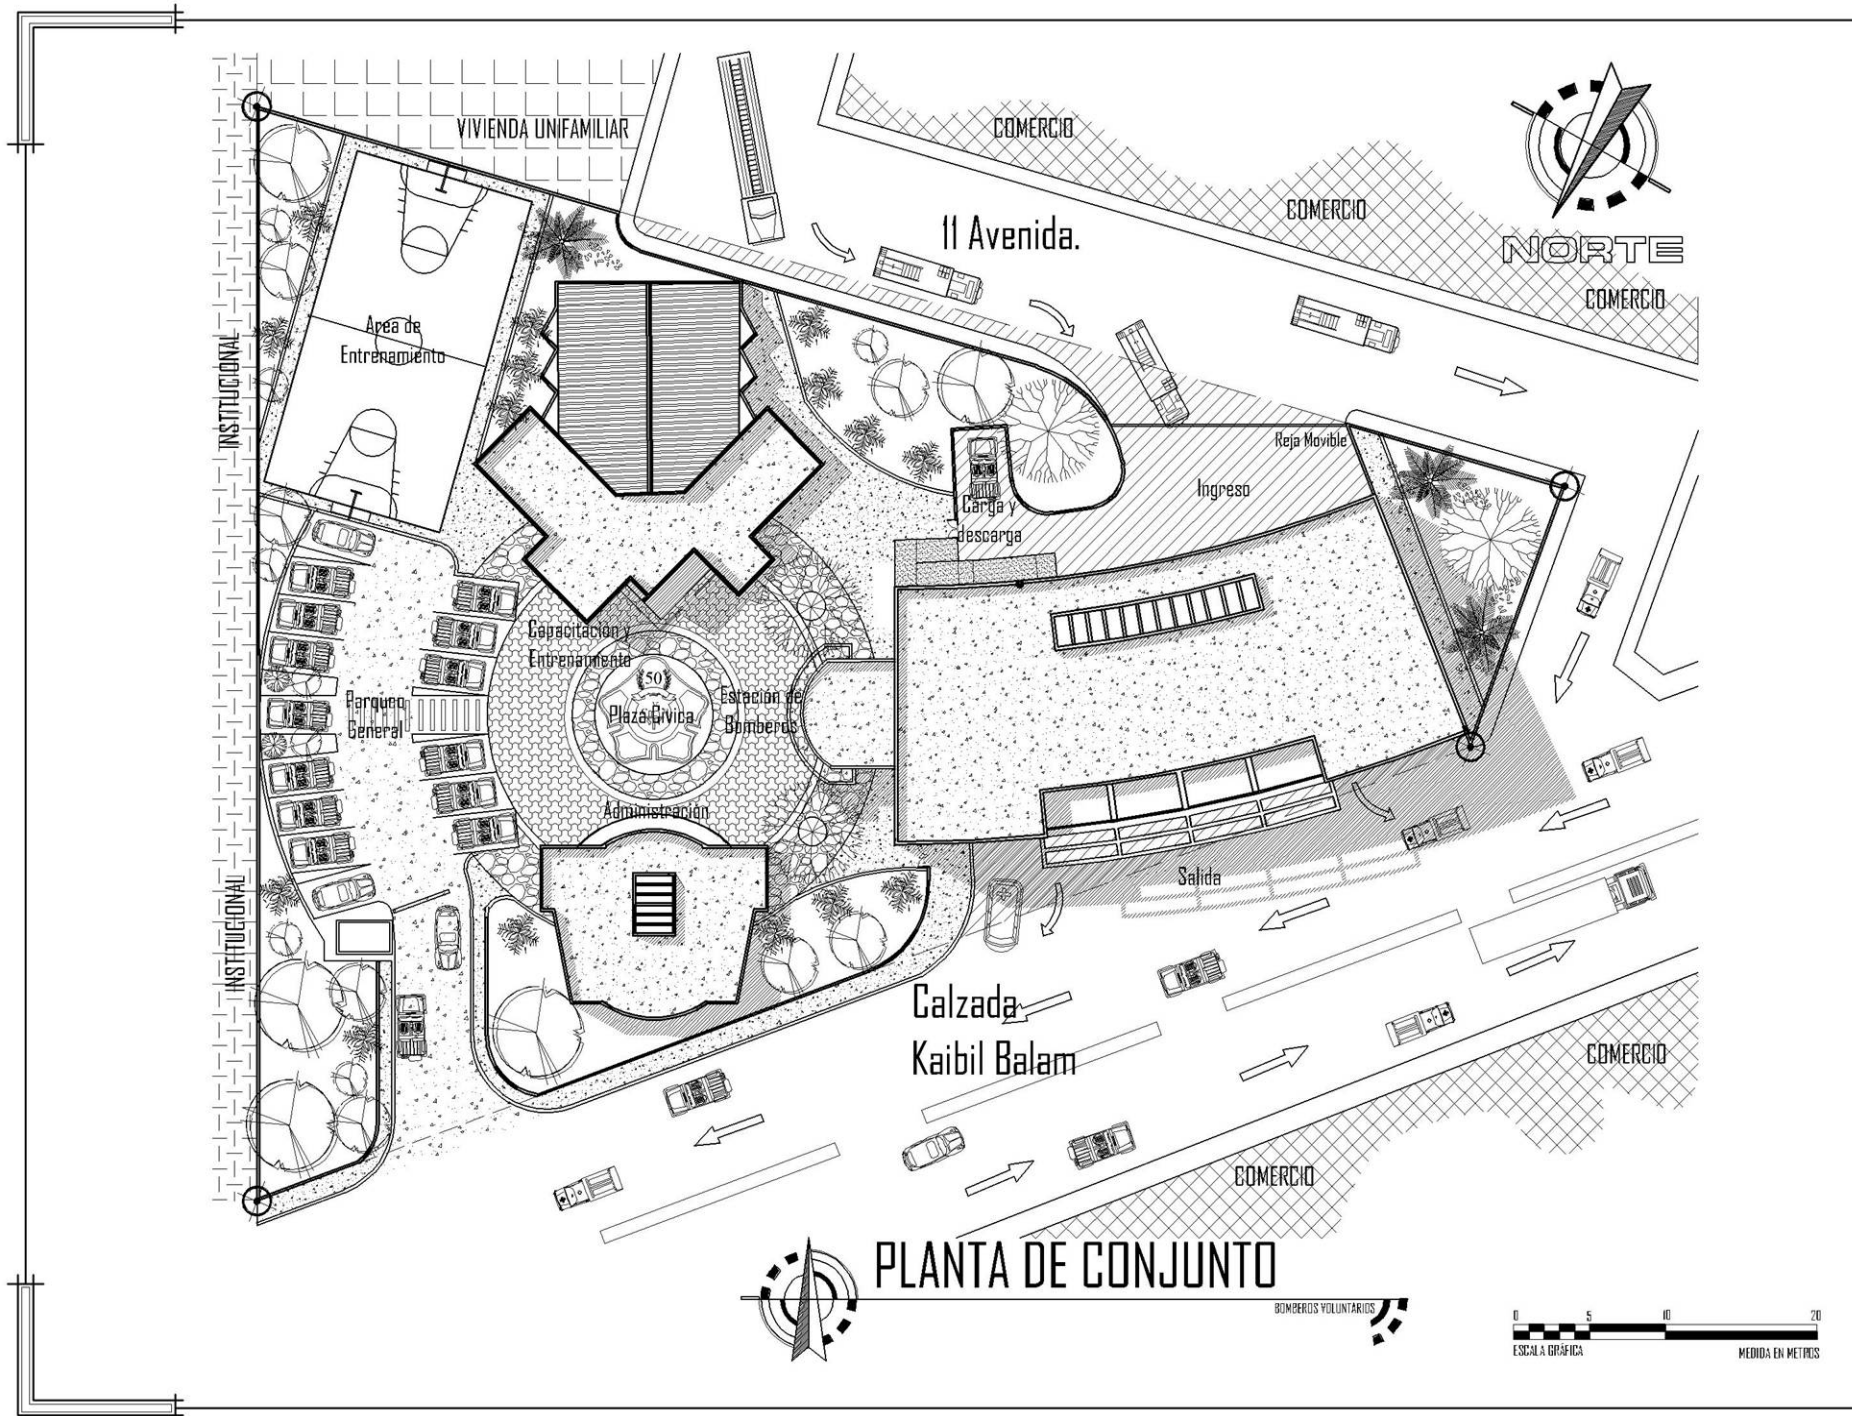 VIVIENDA UNIFAMILIAR
COMERCIO
COMERCIO
11 Avenida.
NORTE
COMERCIO
Area de
Entrenamiento
INSTITUCIONAL
Reja Movible
Ingreso
Carga y
descarga
Capacitación y
Entrenamiento
50
Plaza Cívica
Estación de
Bomberos
Parqueo
General
Administración
Salida
INSTITUCIONAL
Calzada
Kaibil Balam
COMERCIO
COMERCIO
PLANTA DE CONJUNTO
BOMBEROS VOLUNTARIOS
0 5 10 20
ESCALA GRÁFICA
MEDIDA EN METROS